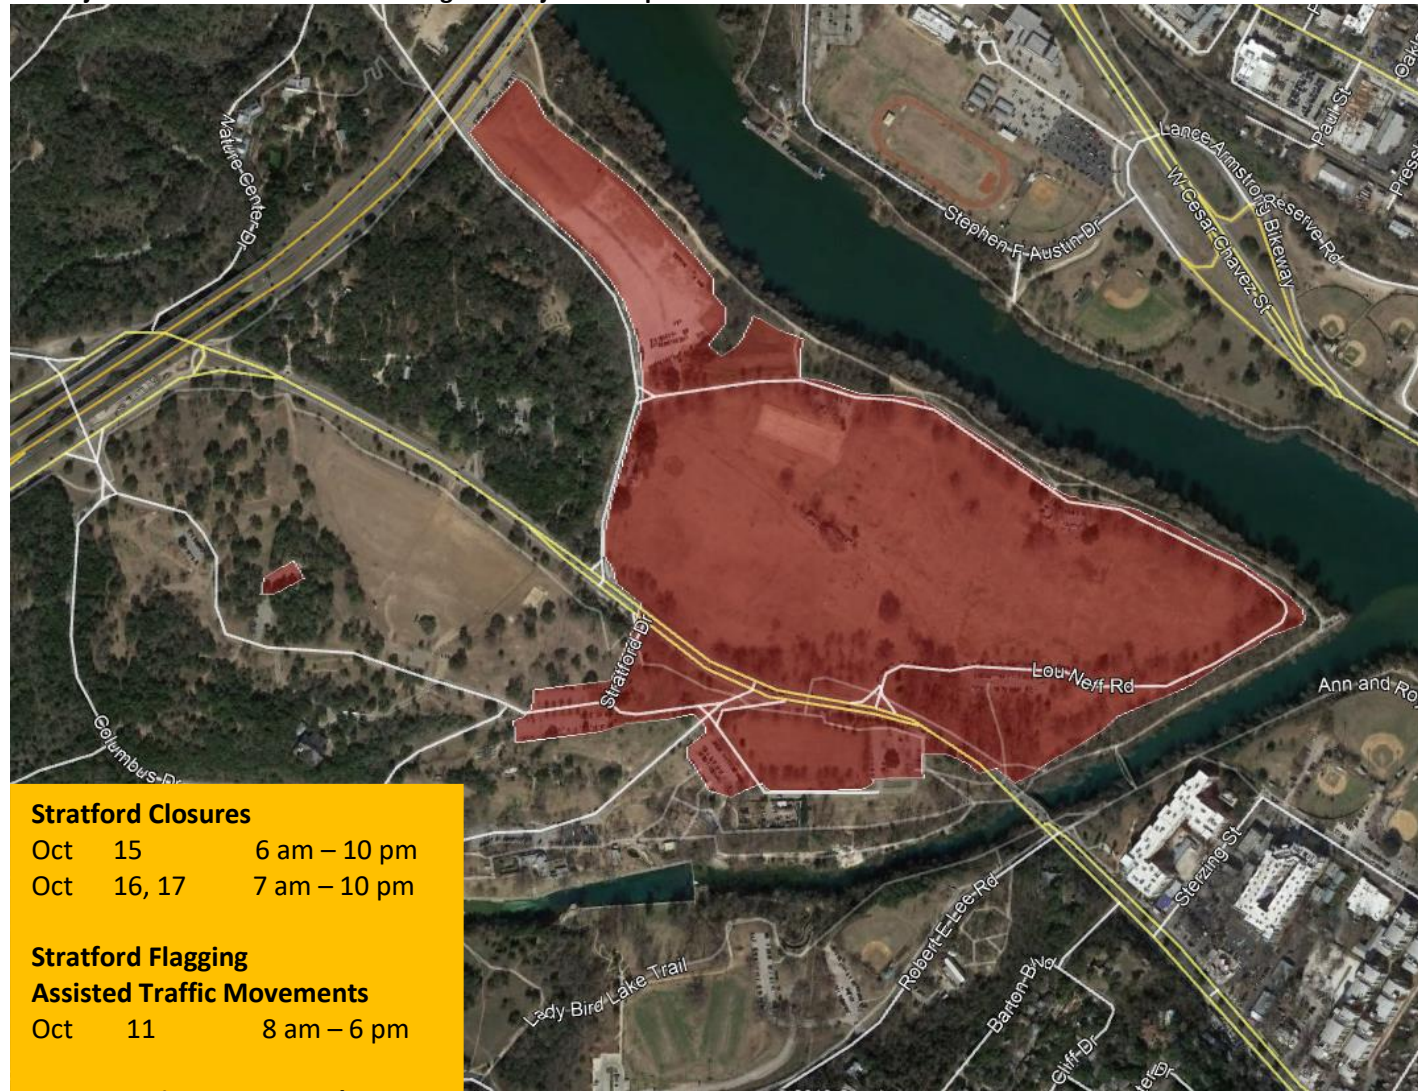 Nature Center Dr
Stephen F Austin Dr
Lance Armstrong Bikeway
W Cesar Chavez St
Reserve Rd
Paul St
Stratford Dr
Lou Neff Rd
Ann and Ro
Columbus Dr
Sterzing St
Robert E Lee Rd
Barton Blvd
Lady Bird Lake Trail
Cliff Dr
Stratford Closures
Oct 15 6 am – 10 pm
Oct 16, 17 7 am – 10 pm
Stratford Flagging
Assisted Traffic Movements
Oct 11 8 am – 6 pm